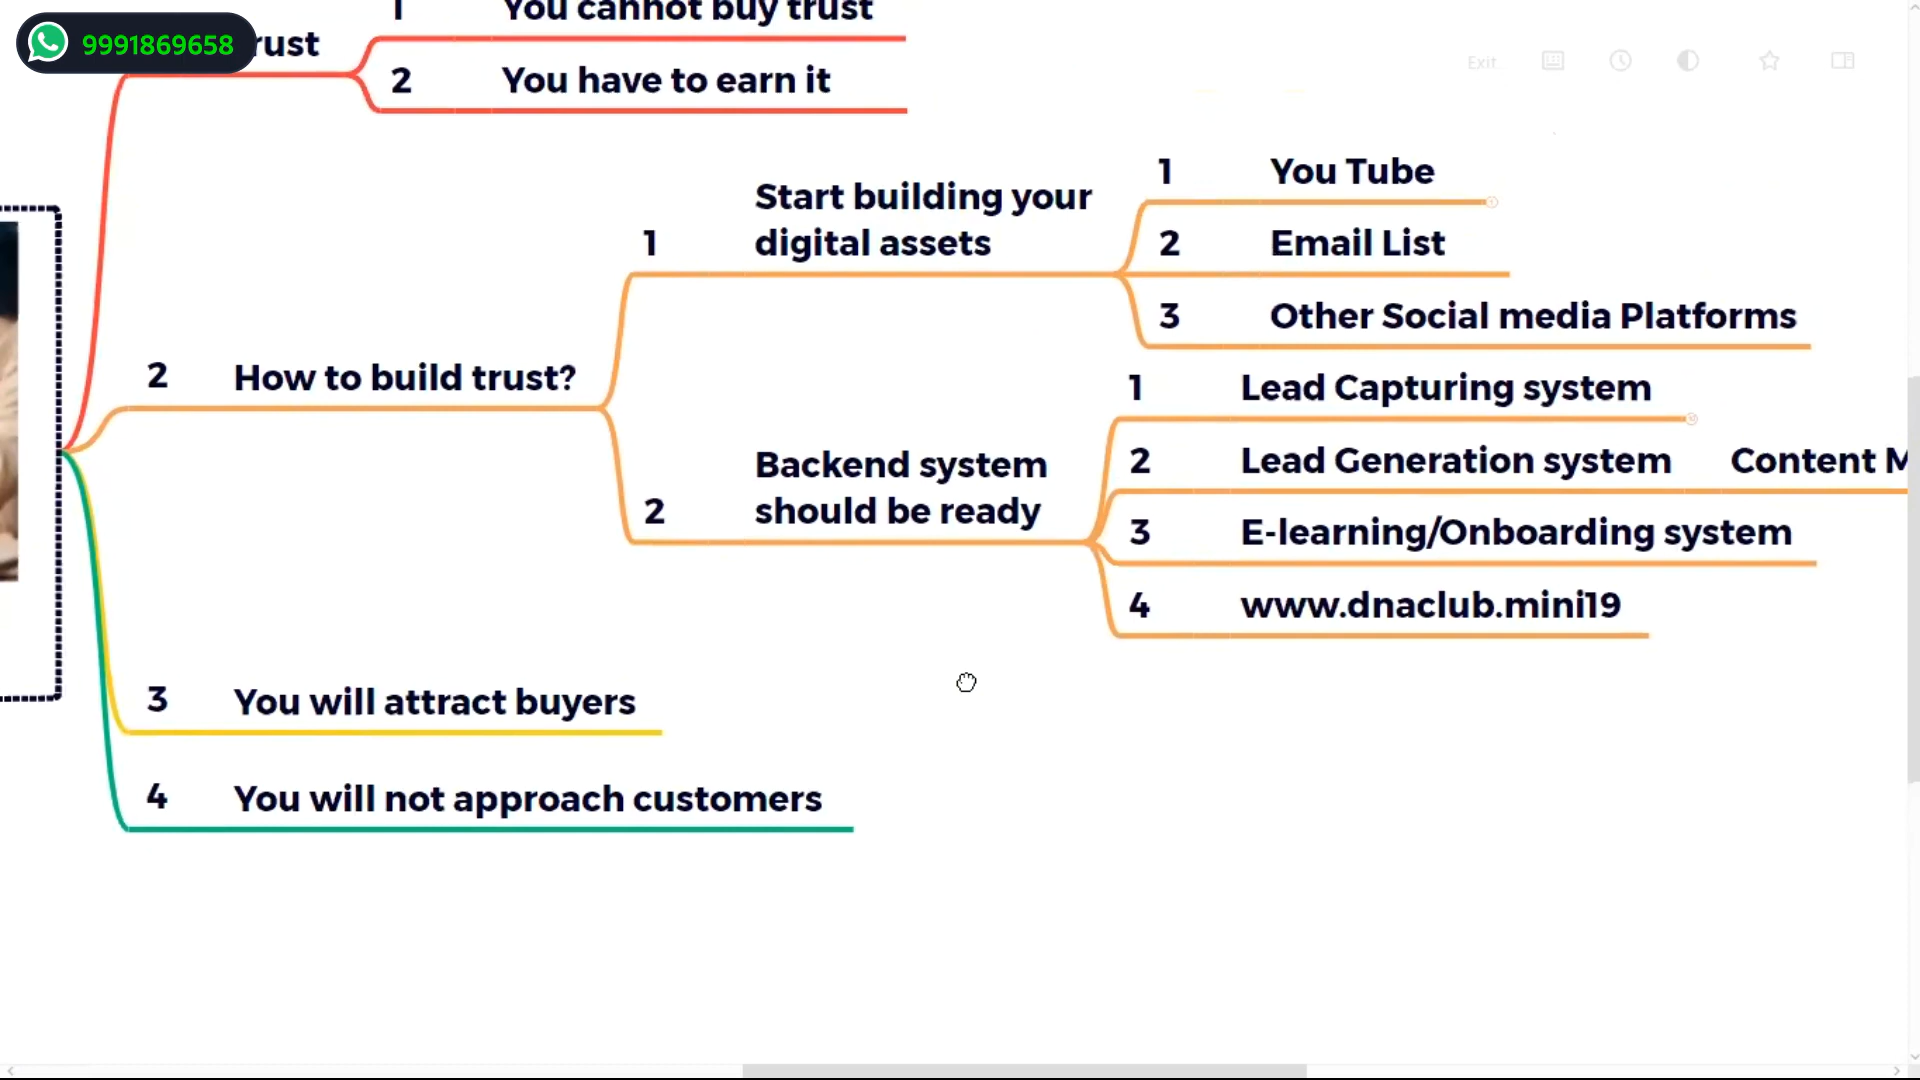 9991869658
rust
1 You cannot buy trust
2 You have to earn it
Exit
2 How to build trust?
1 Start building your
digital assets
1 You Tube
2 Email List
3 Other Social media Platforms
2 Backend system
should be ready
1 Lead Capturing system
2 Lead Generation system Content M
3 E-learning/Onboarding system
4 www.dnaclub.mini19
3 You will attract buyers
4 You will not approach customers